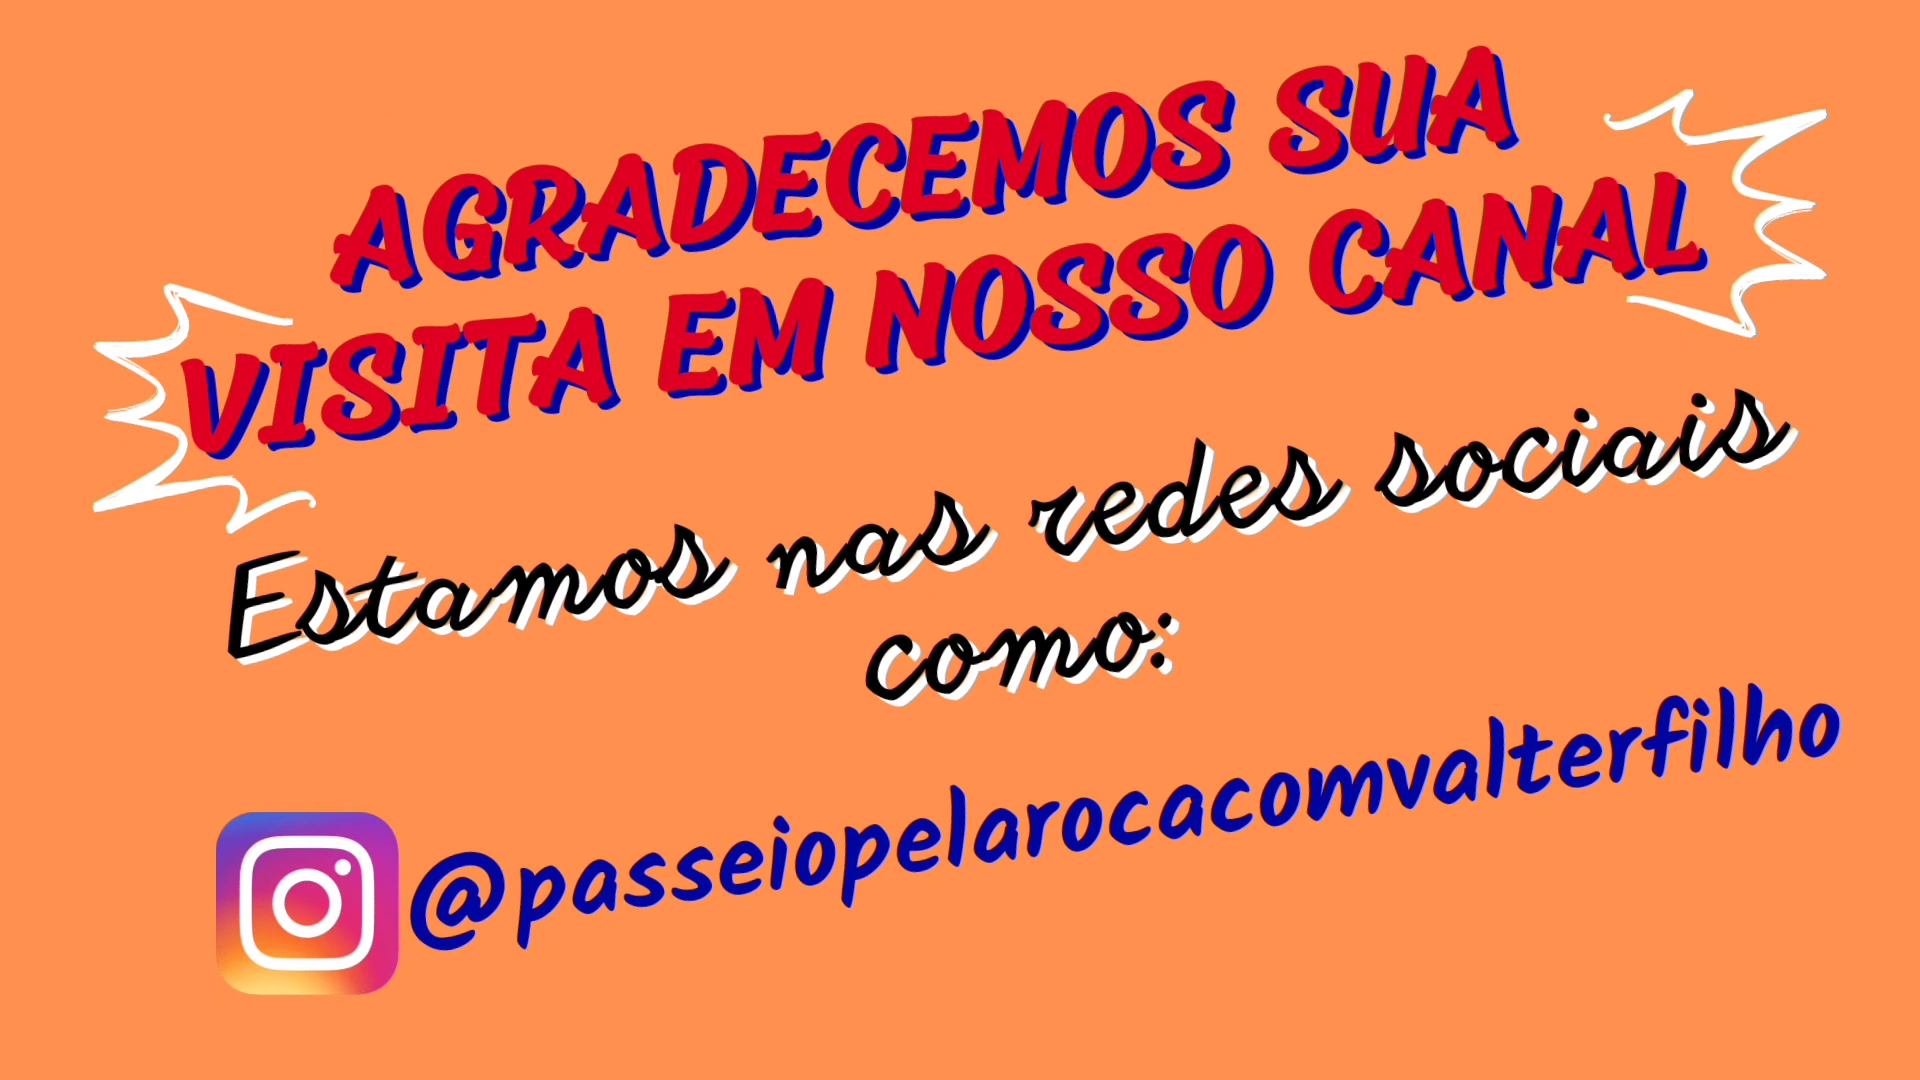 AGRADECEMOS SUA
VISITA EM NOSSO CANAL
Estamos nas redes sociais
como:
@passeiopelarocacomvalterfilho